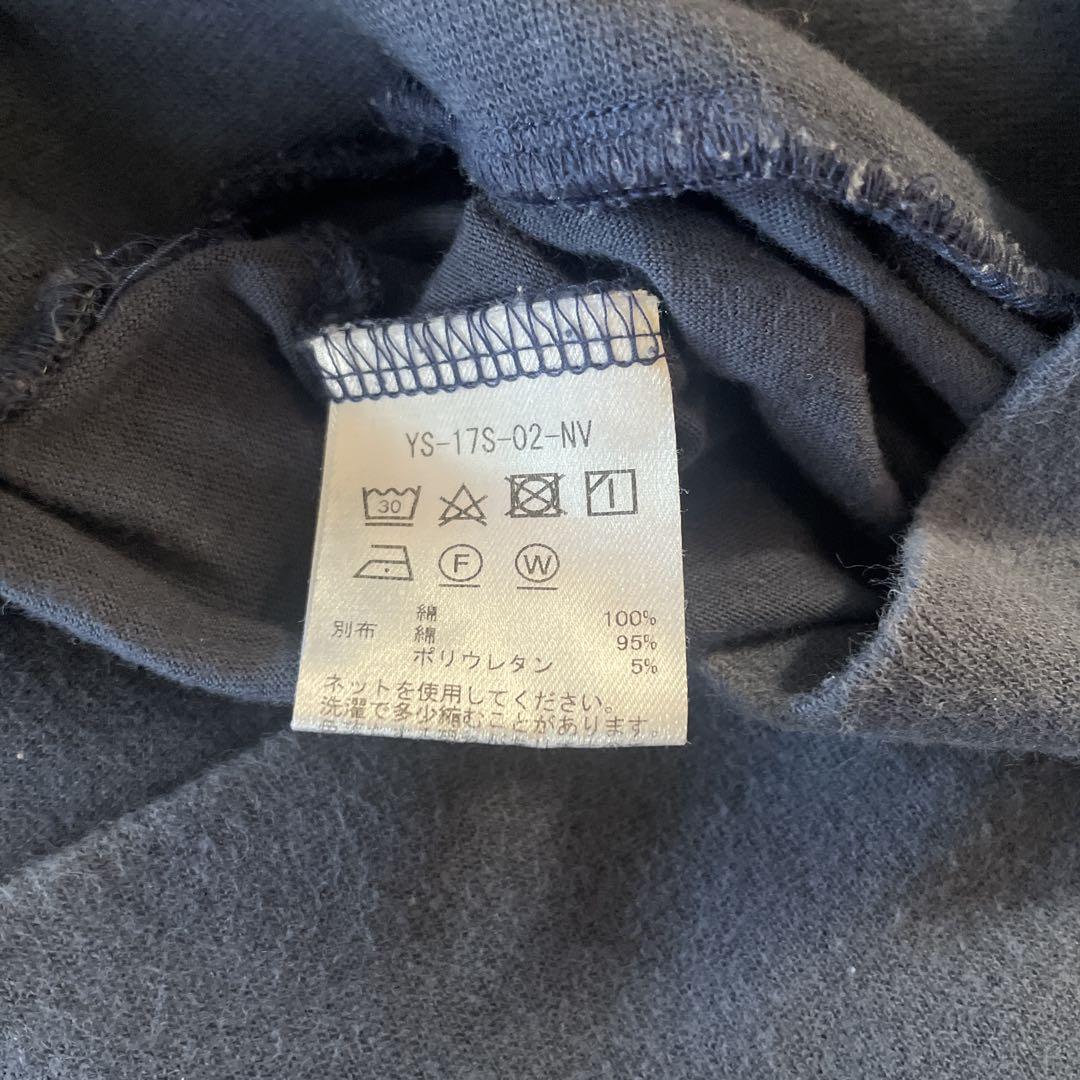 YS-17S-02-NV
30
F W
綿 100%
別布 綿 95%
ポリウレタン 5%
ネットを使用してください。
洗濯で多少縮むことがあります。